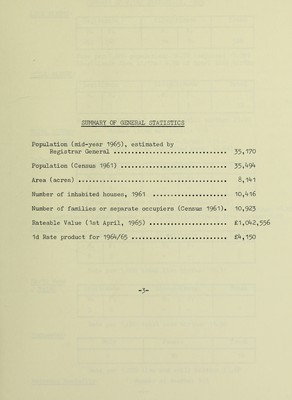 SUMMARY OF GENERAL STATISTICS
Population (mid-year 1965), estimated by
Registrar General ........................... 35,170
Population (Census 1961) ......................... 35,494
Area (acres) ..................................... 8,141
Number of inhabited houses, 1961 ................. 10,416
Number of families or separate occupiers (Census 1961). 10,923
Rateable Value (1st April, 1965) ................. £1,042,556
1d Rate product for 1964/65 ...................... £4,150
-3-